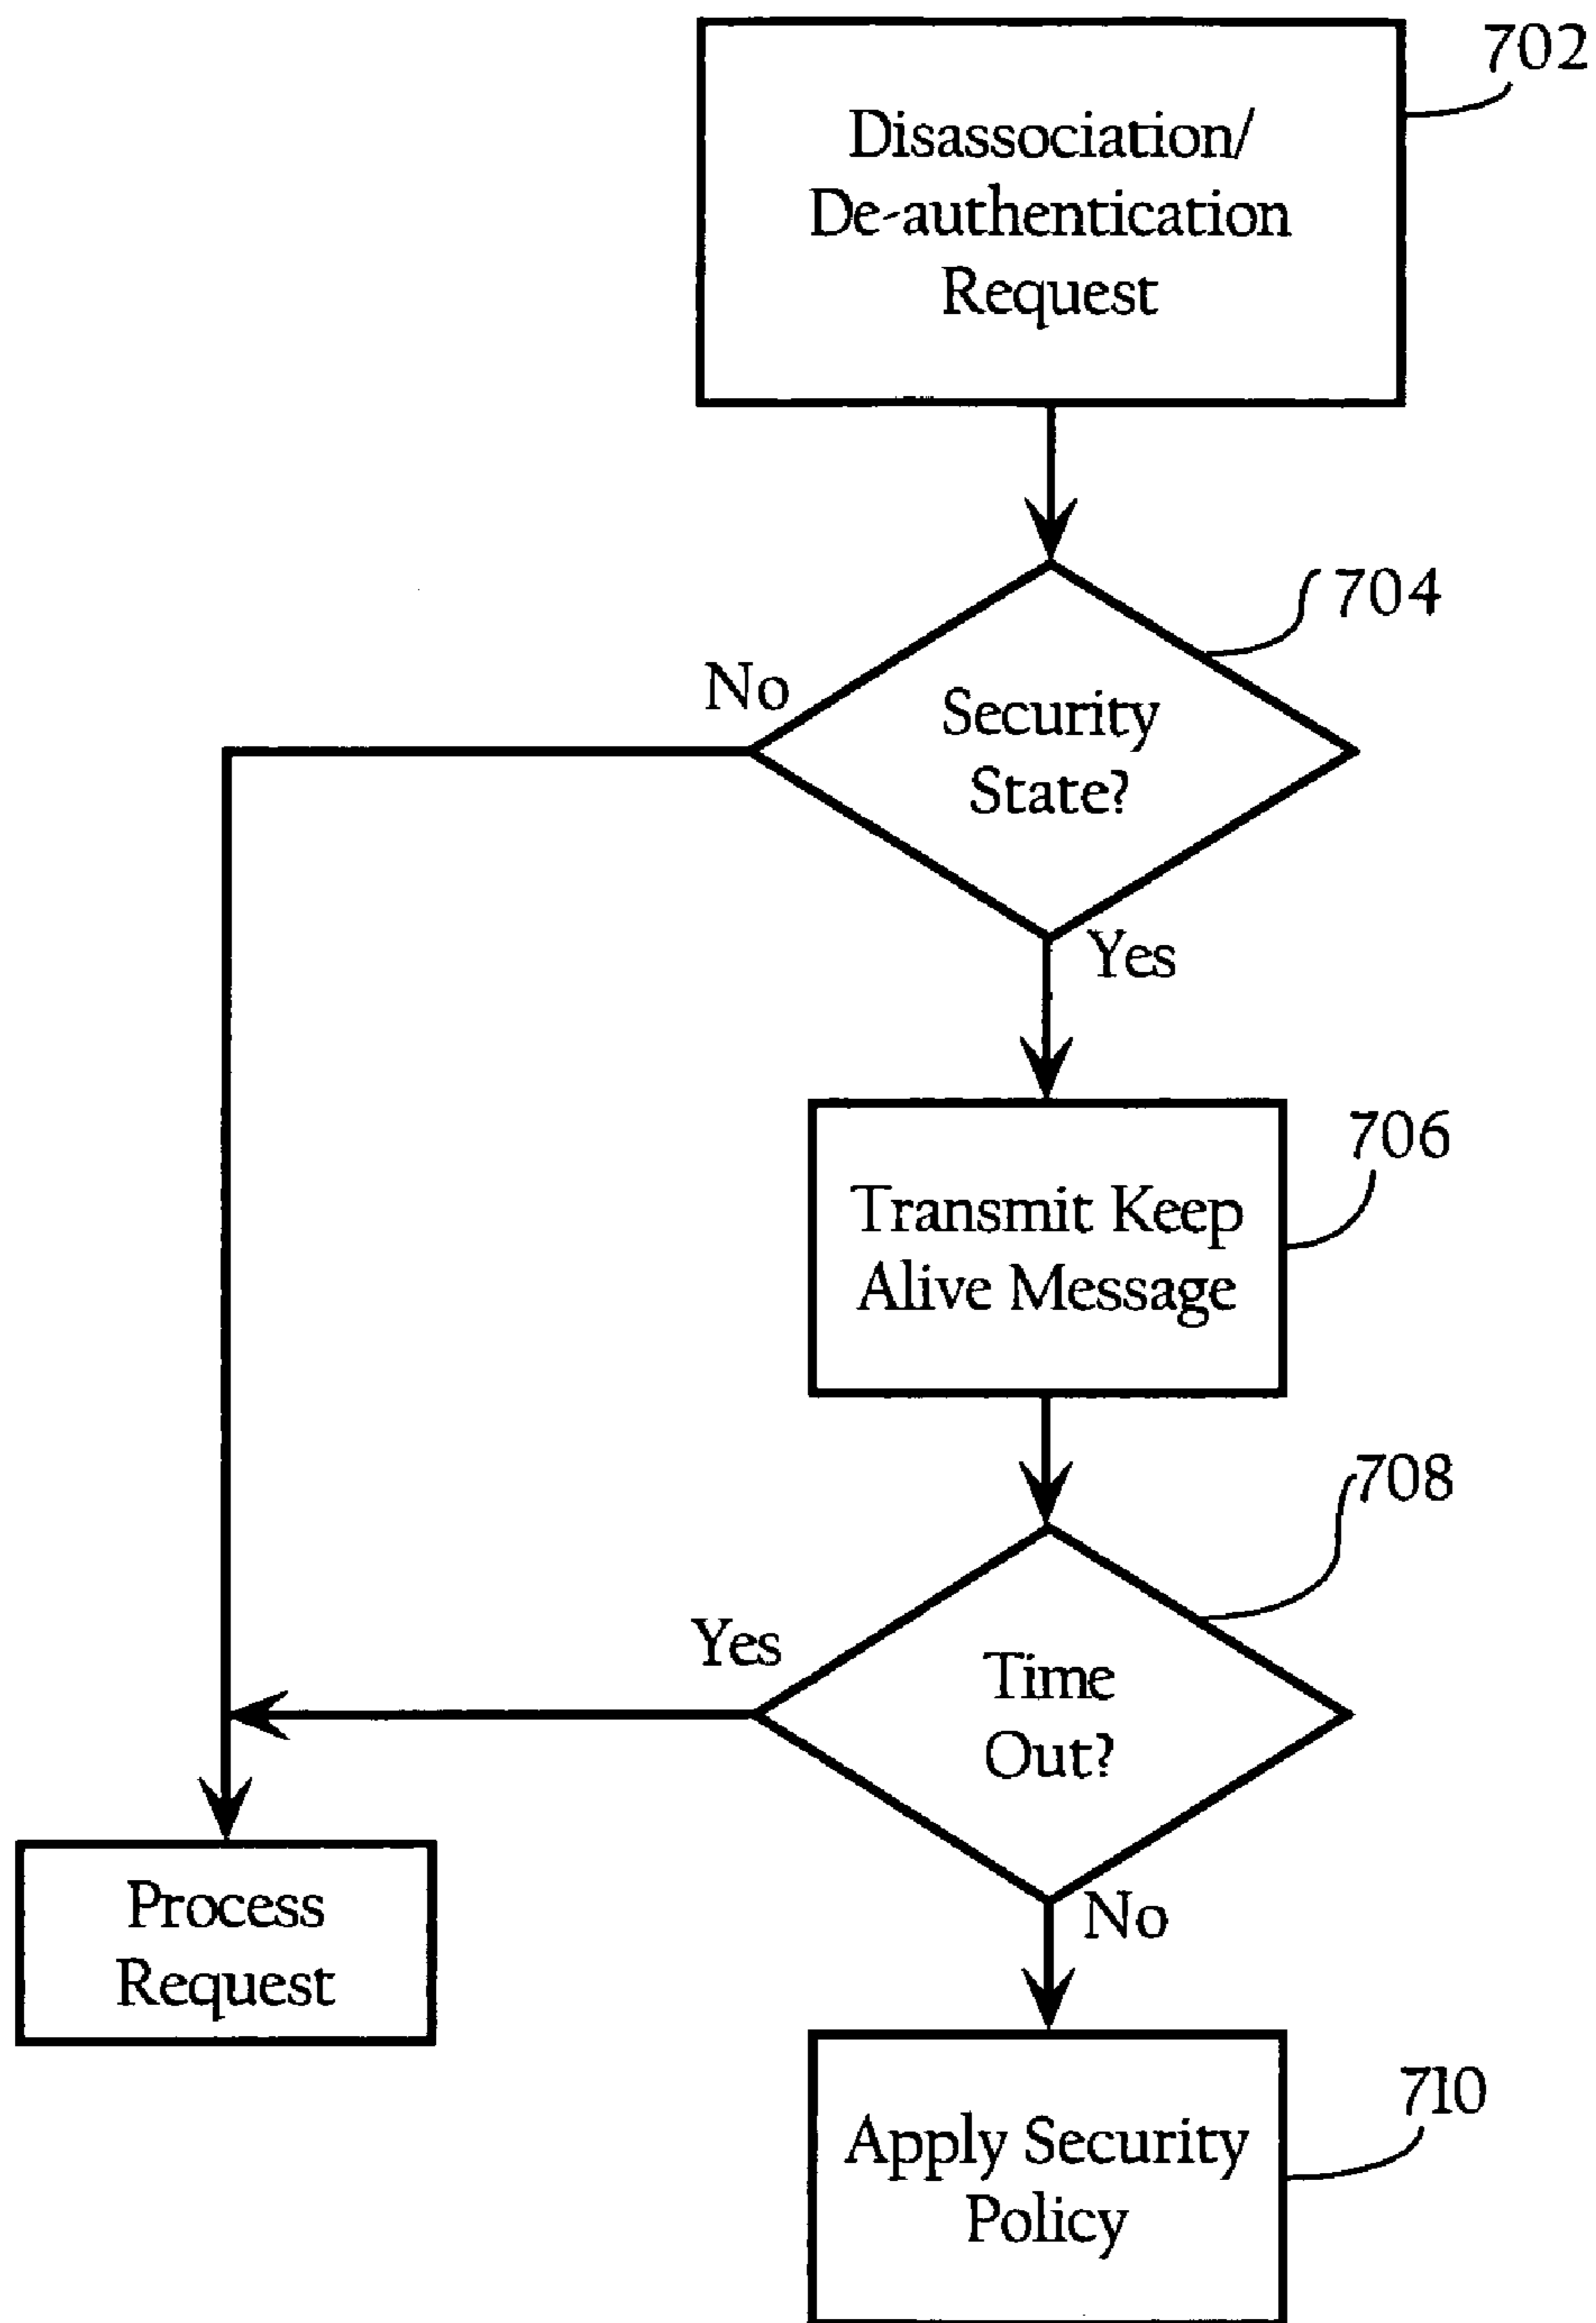 702
Disassociation/
De-authentication
Request
704
No
Security
State?
Yes
706
Transmit Keep
Alive Message
708
Yes
Time
Out?
No
Process
Request
710
Apply Security
Policy